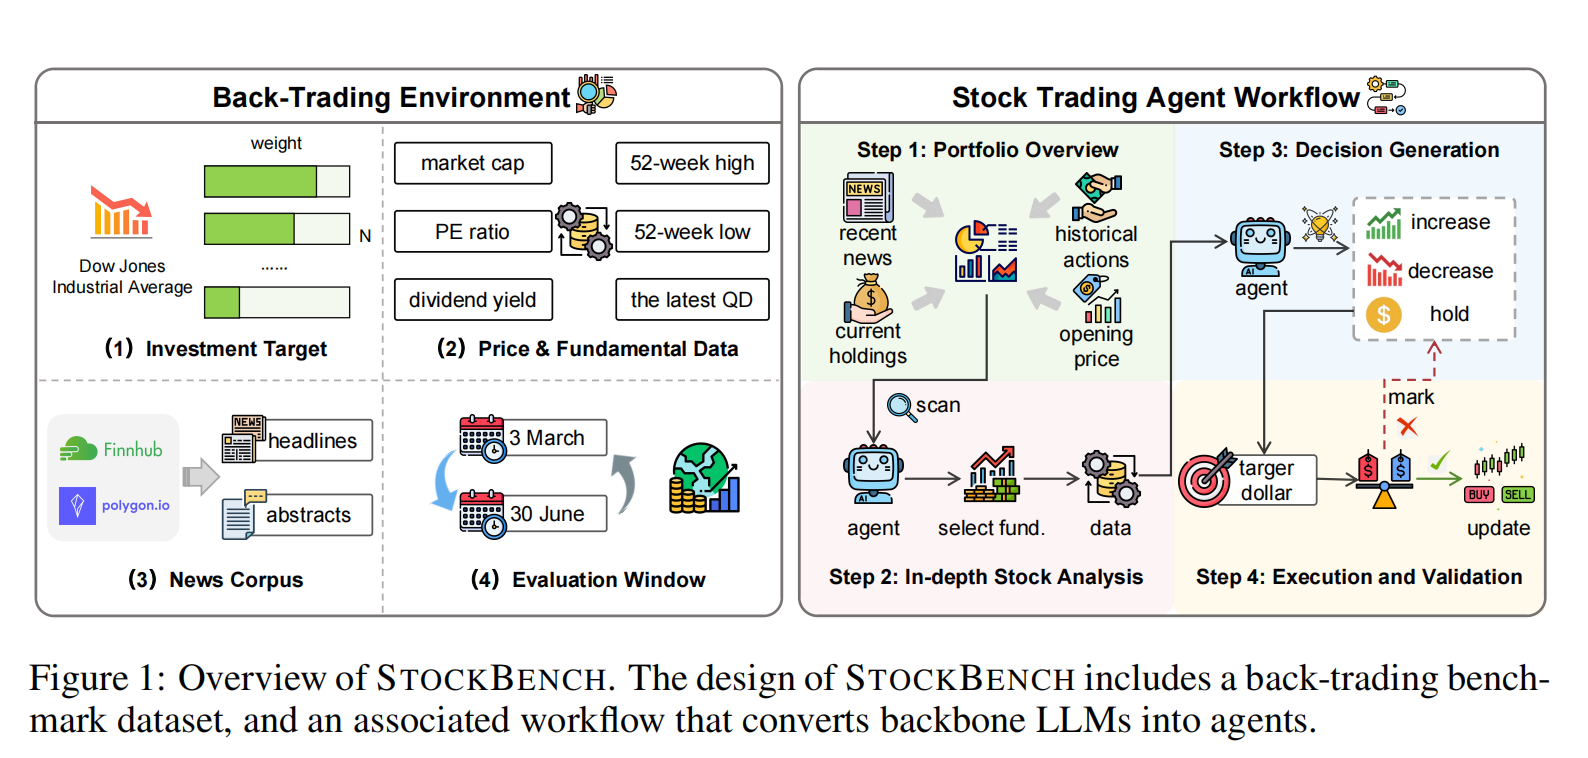 Back-Trading Environment
weight
N
......
Dow Jones
Industrial Average
(1) Investment Target
market cap
52-week high
PE ratio
52-week low
dividend yield
the latest QD
(2) Price & Fundamental Data
Finnhub
polygon.io
NEWS
headlines
abstracts
(3) News Corpus
3 March
30 June
(4) Evaluation Window
Stock Trading Agent Workflow
Step 1: Portfolio Overview
NEWS
recent
news
historical
actions
current
holdings
opening
price
scan
AI
agent
select fund.
data
Step 2: In-depth Stock Analysis
Step 3: Decision Generation
AI
agent
increase
decrease
hold
mark
targer
dollar
BUY
SELL
update
Step 4: Execution and Validation
Figure 1: Overview of STOCKBENCH. The design of STOCKBENCH includes a back-trading bench-
mark dataset, and an associated workflow that converts backbone LLMs into agents.